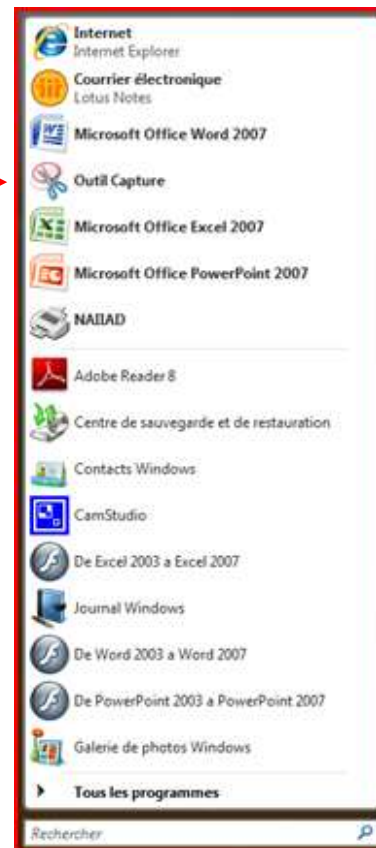 Internet
Internet Explorer
Courrier électronique
Lotus Notes
Microsoft Office Word 2007
Outil Capture
Microsoft Office Excel 2007
Microsoft Office PowerPoint 2007
NAIIAD
Adobe Reader 8
Centre de sauvegarde et de restauration
Contacts Windows
CamStudio
De Excel 2003 a Excel 2007
Journal Windows
De Word 2003 a Word 2007
De PowerPoint 2003 a PowerPoint 2007
Galerie de photos Windows
Tous les programmes
Rechercher